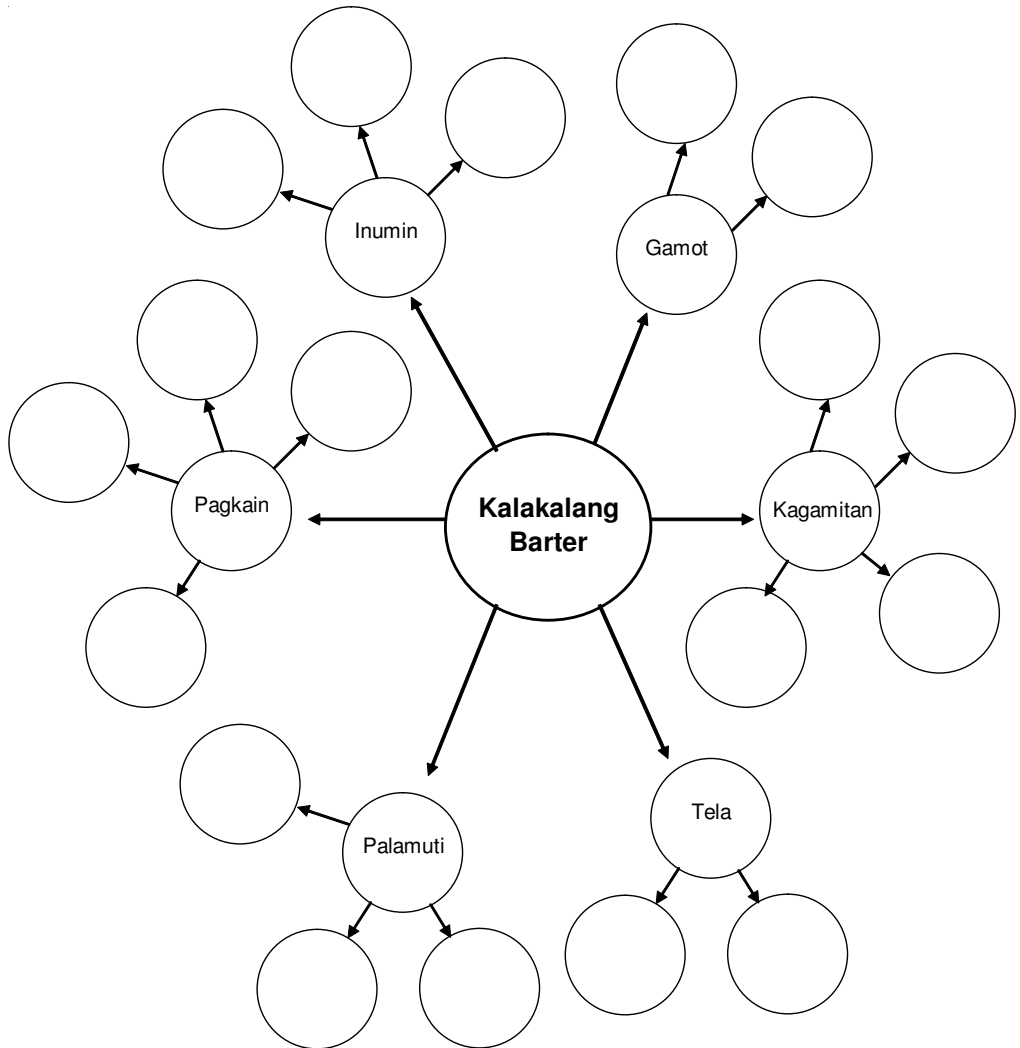 Inumin
Gamot
Pagkain
Kalakalang
Barter
Kagamitan
Palamuti
Tela